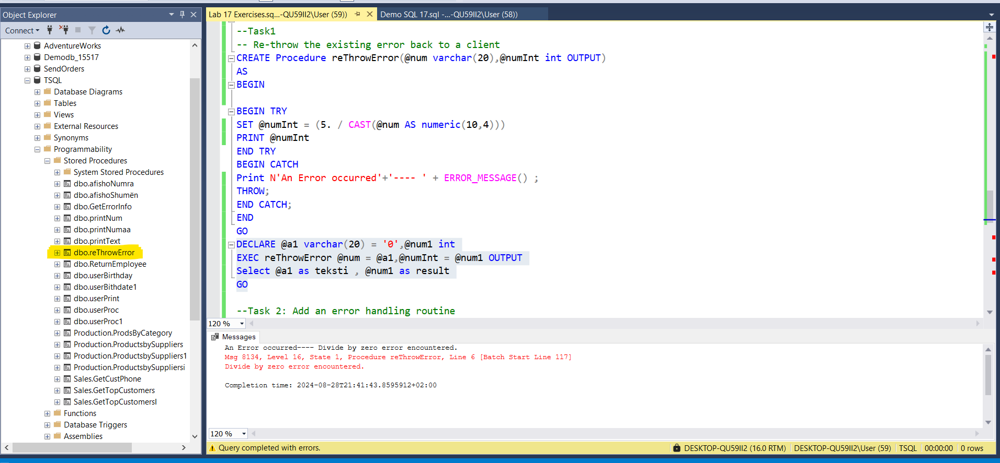 Object Explorer
Connect
AdventureWorks
Demodb_15517
SendOrders
TSQL
Database Diagrams
Tables
Views
External Resources
Synonyms
Programmability
Stored Procedures
System Stored Procedures
dbo.afishoNumra
dbo.afishoShumën
dbo.GetErrorInfo
dbo.printNum
dbo.printNumaa
dbo.printText
dbo.reThrowError
dbo.ReturnEmployee
dbo.userBirthday
dbo.userBithdate1
dbo.userPrint
dbo.userProc
dbo.userProc1
Production.ProdsByCategory
Production.ProductsbySuppliers
Production.ProductsbySuppliers1
Production.ProductsbySuppliersi
Sales.GetCustPhone
Sales.GetTopCustomers
Sales.GetTopCustomersI
Functions
Database Triggers
Assemblies
Lab 17 Exercises.sq...-QU59II2\User (59))
Demo SQL 17.sql -...-QU59II2\User (58))
--Task1
-- Re-throw the existing error back to a client
CREATE Procedure reThrowError(@num varchar(20),@numInt int OUTPUT)
AS
BEGIN
BEGIN TRY
SET @numInt = (5. / CAST(@num AS numeric(10,4)))
PRINT @numInt
END TRY
BEGIN CATCH
Print N'An Error occurred'+'---- ' + ERROR_MESSAGE() ;
THROW;
END CATCH;
END
GO
DECLARE @a1 varchar(20) = '0',@num1 int
EXEC reThrowError @num = @a1,@numInt = @num1 OUTPUT
Select @a1 as teksti , @num1 as result
GO
--Task 2: Add an error handling routine
120 %
Messages
An Error occurred---- Divide by zero error encountered.
Msg 8134, Level 16, State 1, Procedure reThrowError, Line 6 [Batch Start Line 117]
Divide by zero error encountered.
Completion time: 2024-08-28T21:41:43.8595912+02:00
120 %
Query completed with errors.
DESKTOP-QU59II2 (16.0 RTM)
DESKTOP-QU59II2\User (59)
TSQL
00:00:00
0 rows